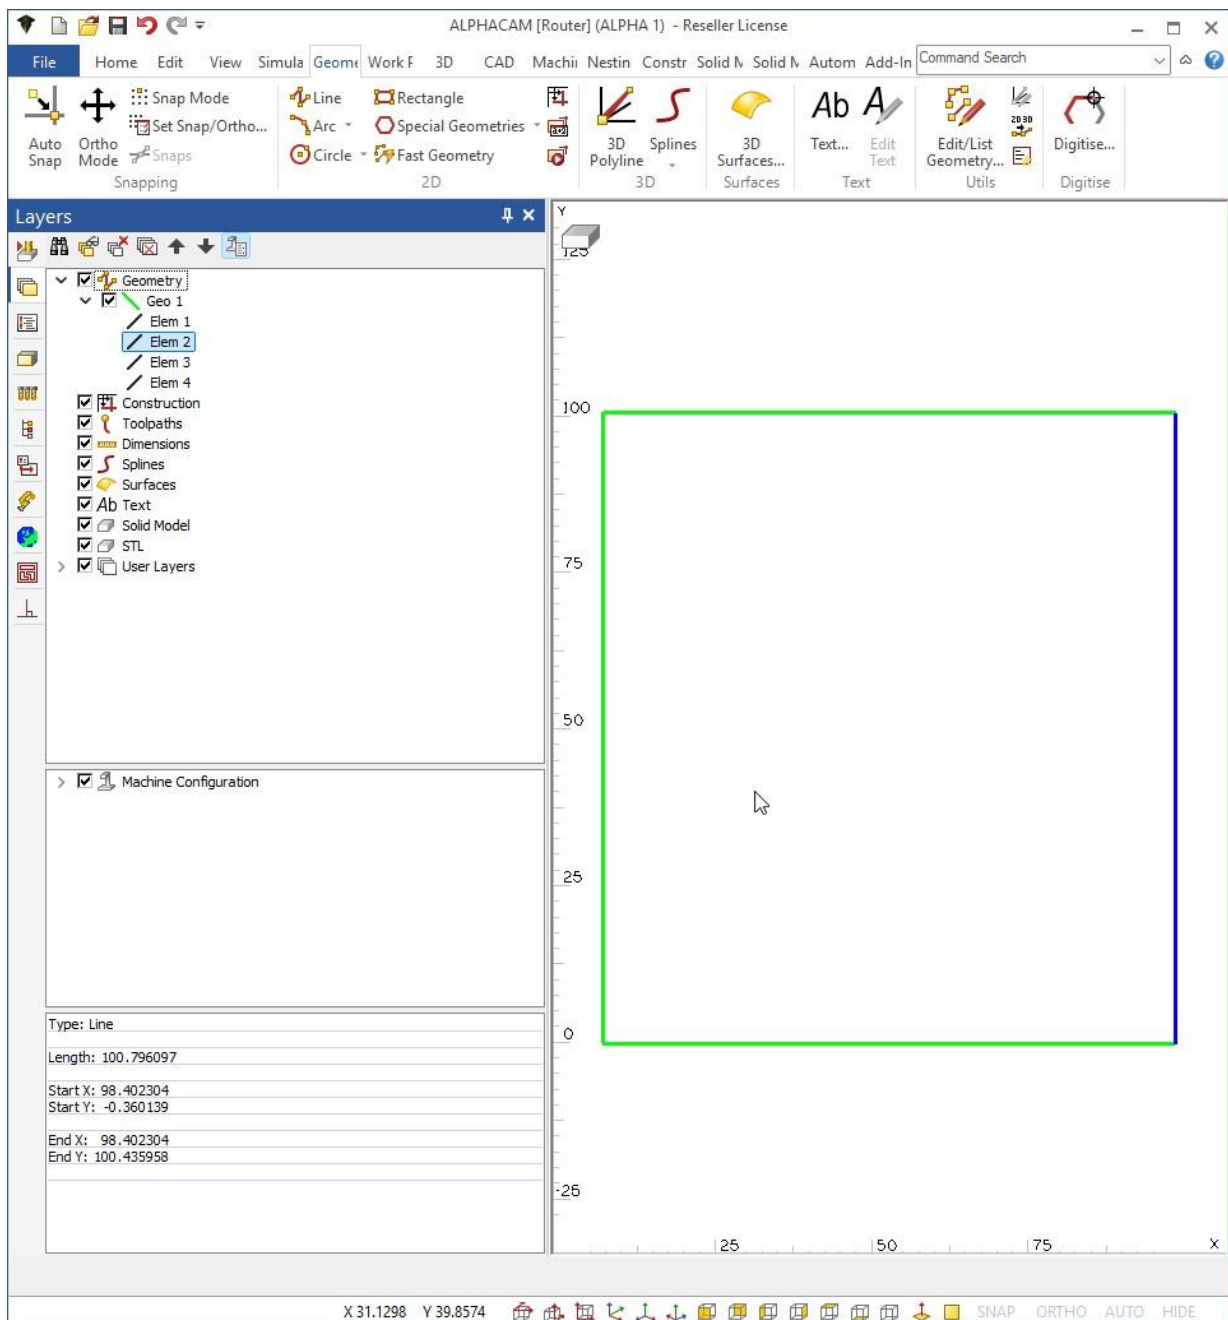 ALPHACAM [Router] (ALPHA 1) - Reseller License
File Home Edit View Simula Geome Work F 3D CAD Machii Nestin Constr Solid M Solid M Autom Add-In Command Search
Snap Mode Line Rectangle
Set Snap/Ortho... Arc Special Geometries
Snaps Circle Fast Geometry
Auto Snap Ortho Mode 3D Polyline Splines 3D Surfaces... Ab Text... A Edit Text Edit/List Geometry... 2D 3D Digitise...
Snapping 2D 3D Surfaces Text Utils Digitise
Layers
Geometry
Geo 1
Elem 1
Elem 2
Elem 3
Elem 4
Construction
Toolpaths
Dimensions
Splines
Surfaces
Ab Text
Solid Model
STL
User Layers
Machine Configuration
Type: Line
Length: 100.796097
Start X: 98.402304
Start Y: -0.360139
End X: 98.402304
End Y: 100.435958
Y
125
100
75
50
25
0
-25
25 50 75 X
X 31.1298 Y 39.8574 SNAP ORTHO AUTO HIDE